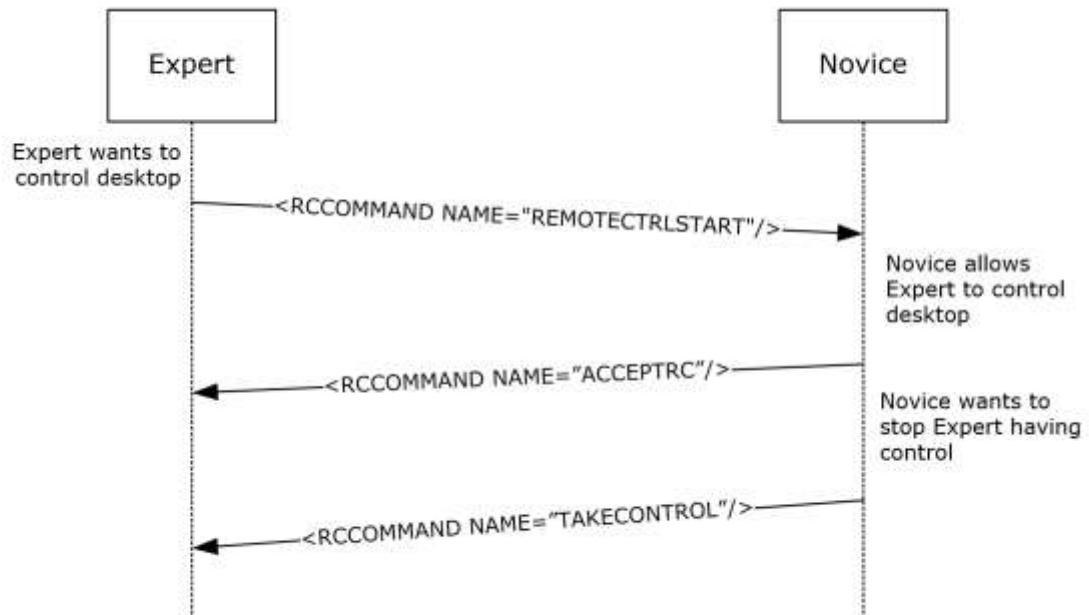 Expert
Novice
Expert wants to
control desktop
<RCCOMMAND NAME="REMOTECTRLSTART"/>
Novice allows
Expert to control
desktop
<RCCOMMAND NAME="ACCEPTRC"/>
Novice wants to
stop Expert having
control
<RCCOMMAND NAME="TAKECONTROL"/>